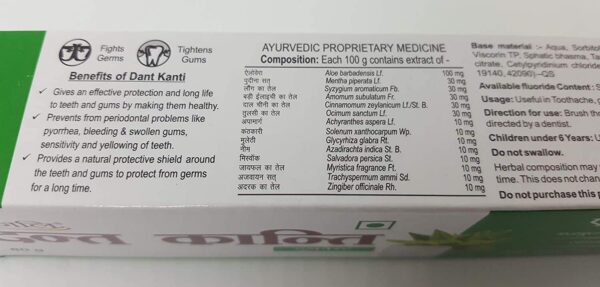 Fights
Germs
Tightens
Gums
Benefits of Dant Kanti
✓ Gives an effective protection and long life
to teeth and gums by making them healthy.
✓ Prevents from periodontal problems like
pyorrhea, bleeding & swollen gums,
sensitivity and yellowing of teeth.
✓ Provides a natural protective shield around
the teeth and gums to protect from germs
for a long time.
AYURVEDIC PROPRIETARY MEDICINE
Composition: Each 100 g contains extract of -
ऐलोवेरा Aloe barbadensis Lf. 100 mg
पुदीना सत् Mentha piperata Lf. 30 mg
लौंग का तेल Syzygium aromaticum Fb. 30 mg
बड़ी ईलाइची का तेल Amomum subulatum Fr. 30 mg
दाल चीनी का तेल Cinnamomum zeylanicum Lf./St. B. 30 mg
तुलसी का तेल Ocimum sanctum Lf. 30 mg
अपामार्ग Achyranthes aspera Lf. 10 mg
कंटकारी Solenum xanthocarpum Wp. 10 mg
मुलेठी Glycyrhiza glabra Rt. 10 mg
नीम Azadirachta indica St. B. 10 mg
मिस्वॉक Salvadora persica St. 10 mg
जायफल का तेल Myristica fragrance Ft. 10 mg
अजवायन सत् Trachyspermum ammi Sd. 10 mg
अदरक का तेल Zingiber officinale Rh. 10 mg
Base material :- Aqua, Sorbitol
Viscorin TP, Sphatic bhasma,
citrate, Cetylpyridinium
19140, 42090)–QS
Available fluoride Content:
Usage: Useful in Toothache,
Direction for use: Brush
directed by a dentist.
Children under 6 Years:
Do not swallow.
Herbal composition may
time. This does not
Do not purchase this
दन्त कान्ति
80 g